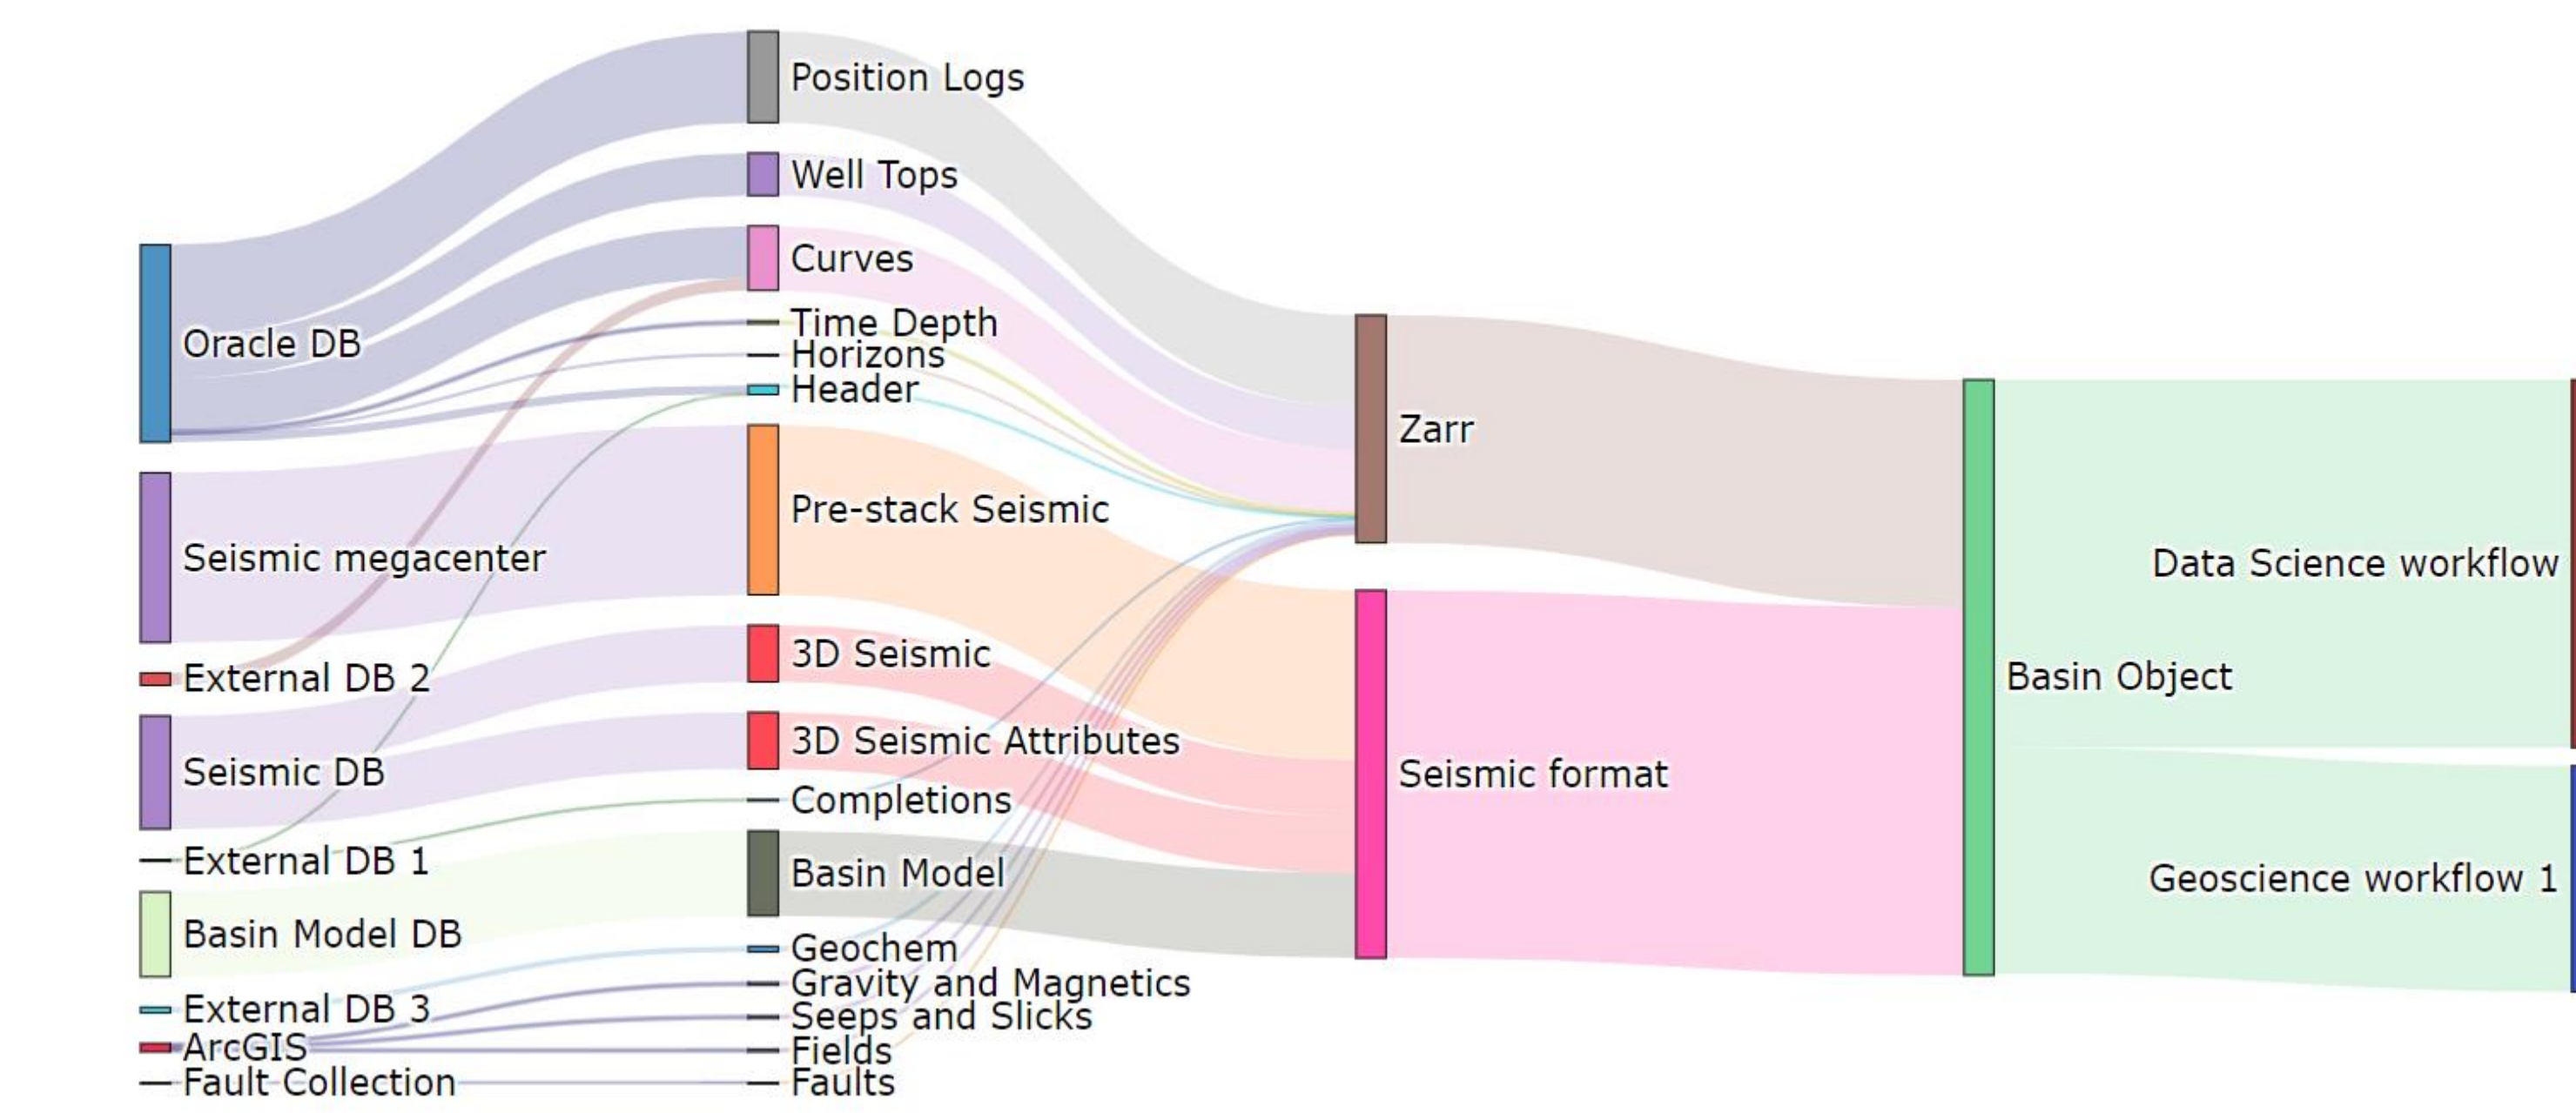 Oracle DB
Seismic megacenter
External DB 2
Seismic DB
External DB 1
Basin Model DB
External DB 3
ArcGIS
Fault Collection
Position Logs
Well Tops
Curves
Time Depth
Horizons
Header
Pre-stack Seismic
3D Seismic
3D Seismic Attributes
Completions
Basin Model
Geochem
Gravity and Magnetics
Seeps and Slicks
Fields
Faults
Zarr
Seismic format
Basin Object
Data Science workflow
Geoscience workflow 1